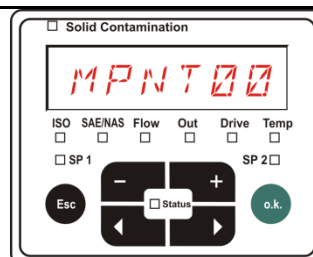 Solid Contamination
MPNT00
ISO SAE/NAS Flow Out Drive Temp
SP 1 SP 2
- +
Esc Status o.k.